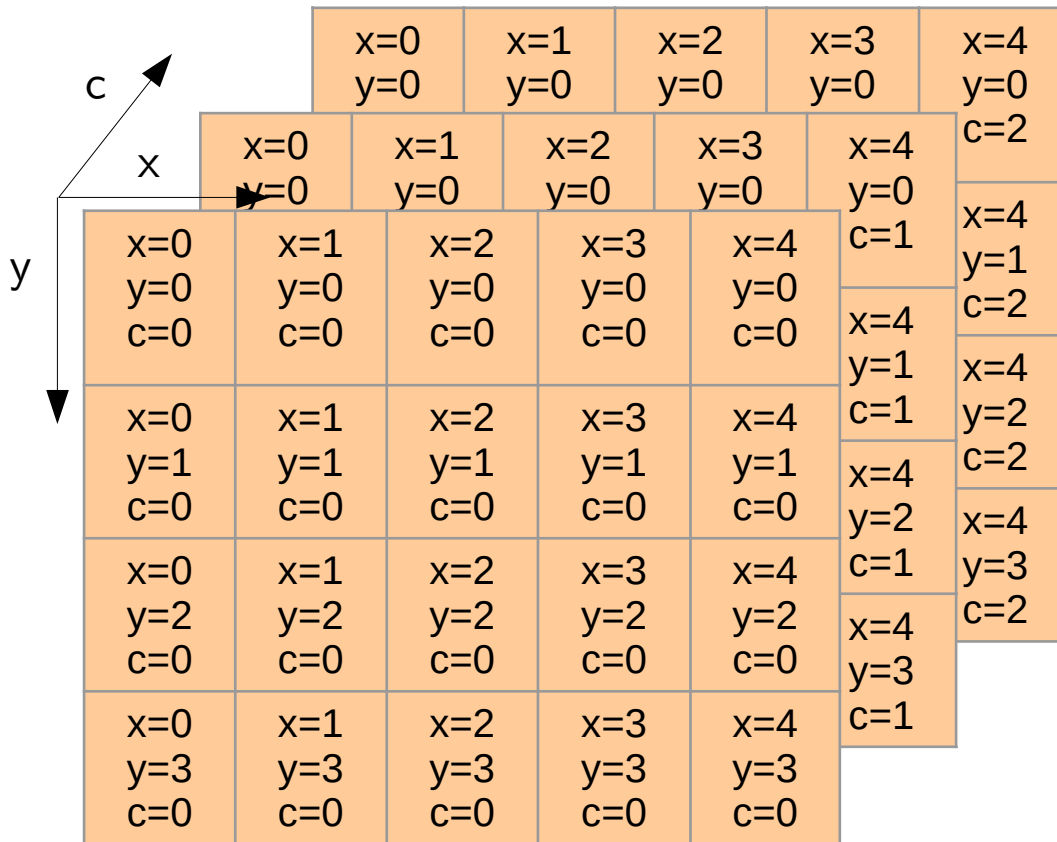 x=0 x=1 x=2 x=3 x=4
y=0 y=0 y=0 y=0 y=0
c=2
c
x
y
x=0 x=1 x=2 x=3 x=4
y=0 y=0 y=0 y=0 y=0
c=1
x=4
y=1
c=2
x=4
y=2
c=2
x=4
y=3
c=2
x=4
y=1
c=1
x=4
y=2
c=1
x=4
y=3
c=1
x=0 x=1 x=2 x=3 x=4
y=0 y=0 y=0 y=0 y=0
c=0 c=0 c=0 c=0 c=0
x=0 x=1 x=2 x=3 x=4
y=1 y=1 y=1 y=1 y=1
c=0 c=0 c=0 c=0 c=0
x=0 x=1 x=2 x=3 x=4
y=2 y=2 y=2 y=2 y=2
c=0 c=0 c=0 c=0 c=0
x=0 x=1 x=2 x=3 x=4
y=3 y=3 y=3 y=3 y=3
c=0 c=0 c=0 c=0 c=0